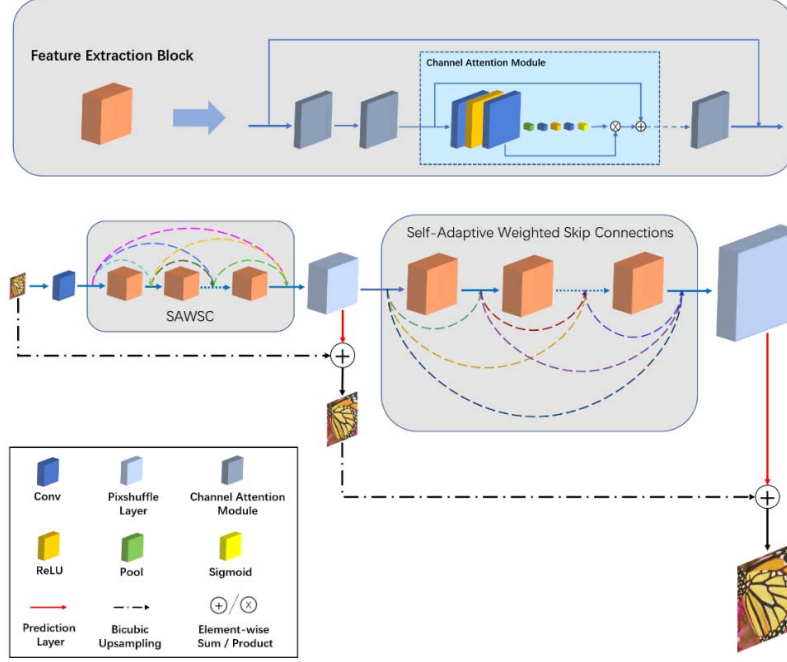 Feature Extraction Block
Channel Attention Module
SAWSC
Self-Adaptive Weighted Skip Connections
Conv
Pixshuffle
Layer
Channel Attention
Module
ReLU
Pool
Sigmoid
Prediction
Layer
Bicubic
Upsampling
Element-wise
Sum / Product